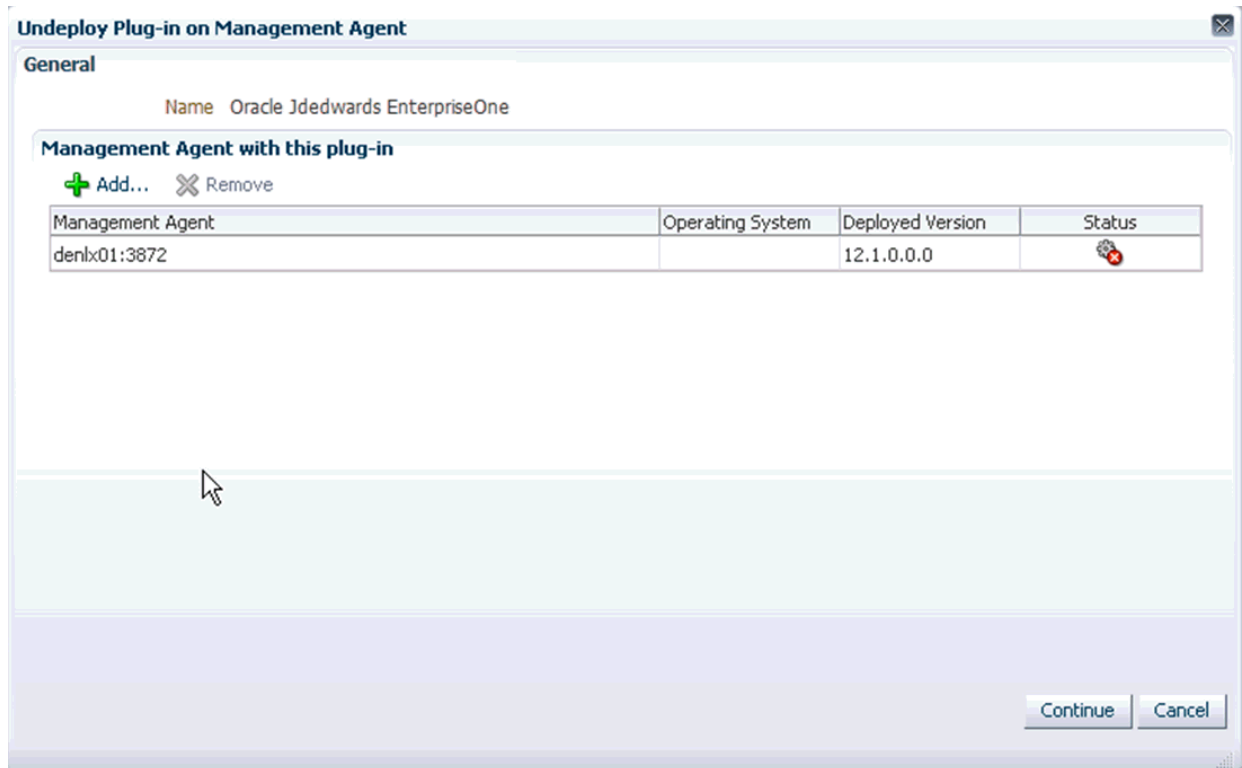 Undeploy Plug-in on Management Agent
General
Name Oracle Jdedwards EnterpriseOne
Management Agent with this plug-in
Add... Remove
Management Agent Operating System Deployed Version Status
denlx01:3872 12.1.0.0.0
Continue Cancel